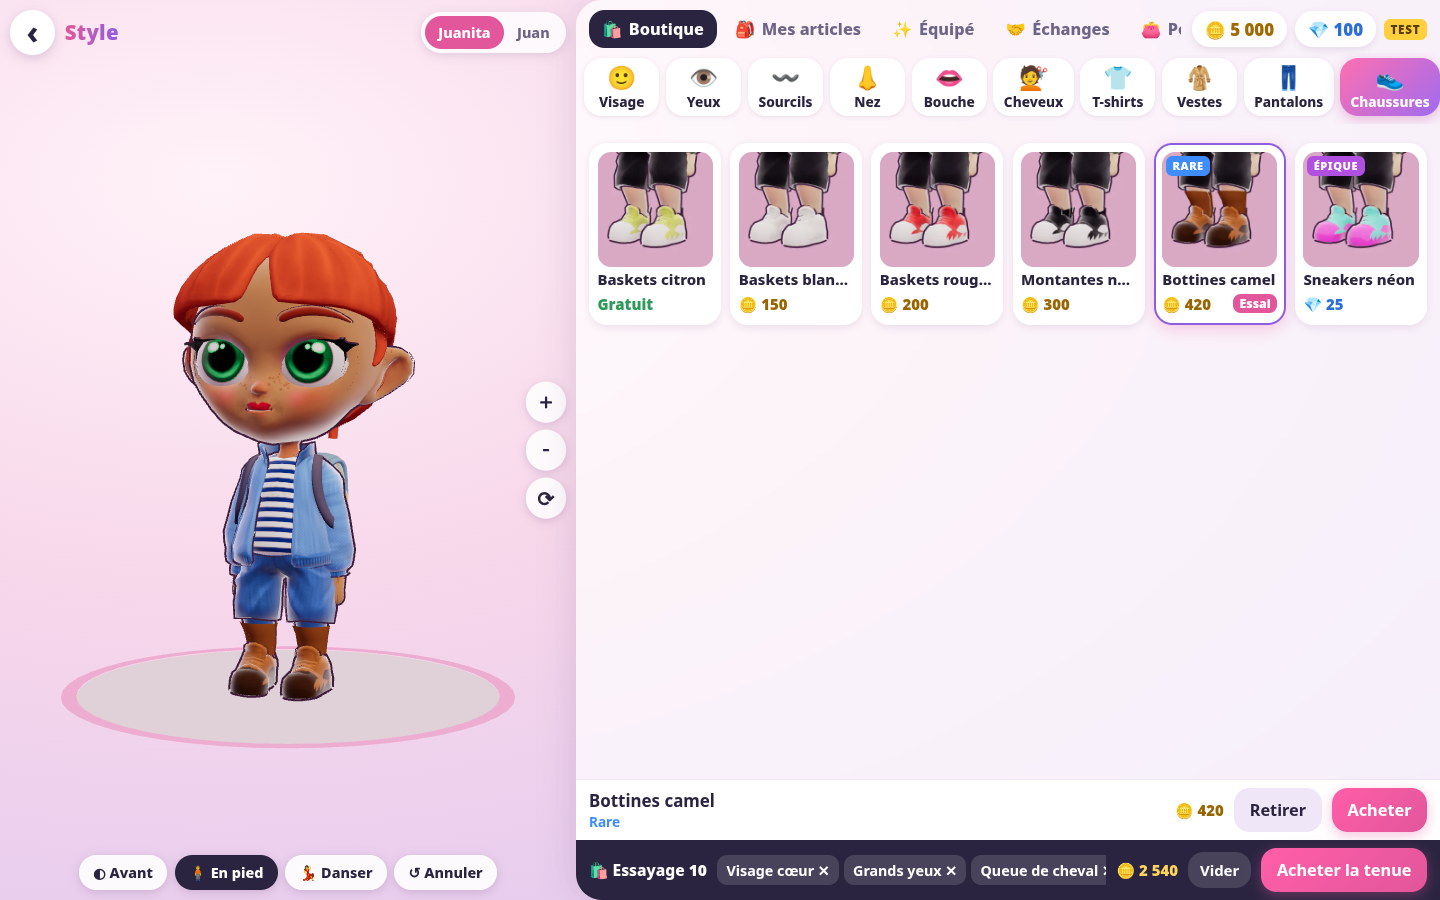 Style
Juanita
Juan
Boutique
Mes articles
Équipé
Échanges
5 000
100
TEST
Visage
Yeux
Sourcils
Nez
Bouche
Cheveux
T-shirts
Vestes
Pantalons
Chaussures
RARE
ÉPIQUE
Baskets citron
Baskets blan...
Baskets roug...
Montantes n...
Bottines camel
Sneakers néon
Gratuit
150
200
300
420
Essai
25
+
-
Bottines camel
Rare
420
Retirer
Acheter
Avant
En pied
Danser
Annuler
Essayage 10
Visage cœur ✕
Grands yeux ✕
Queue de cheval
2 540
Vider
Acheter la tenue